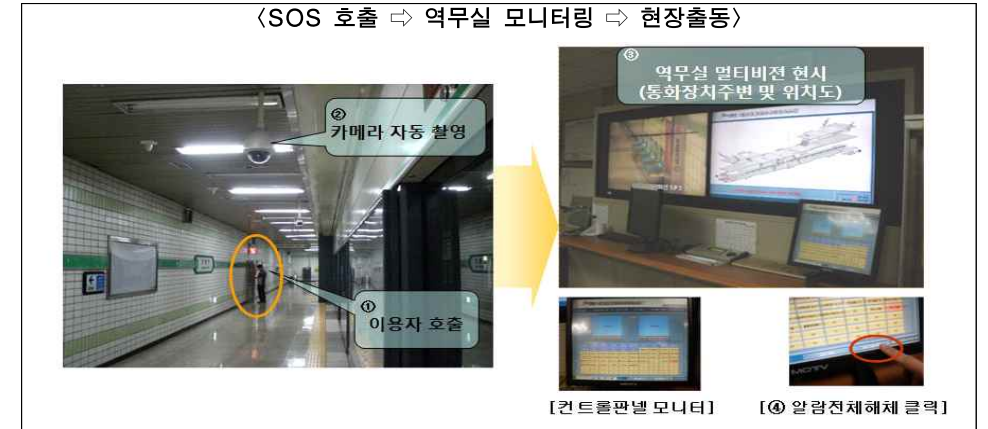 〈SOS 호출 ⇨ 역무실 모니터링 ⇨ 현장출동〉
②
카메라 자동 촬영
①
이용자 호출
③
역무실 멀티비젼 현시
(통화장치주변 및 위치도)
[컨트롤판넬 모니터]
[④ 알람전체해체 클릭]